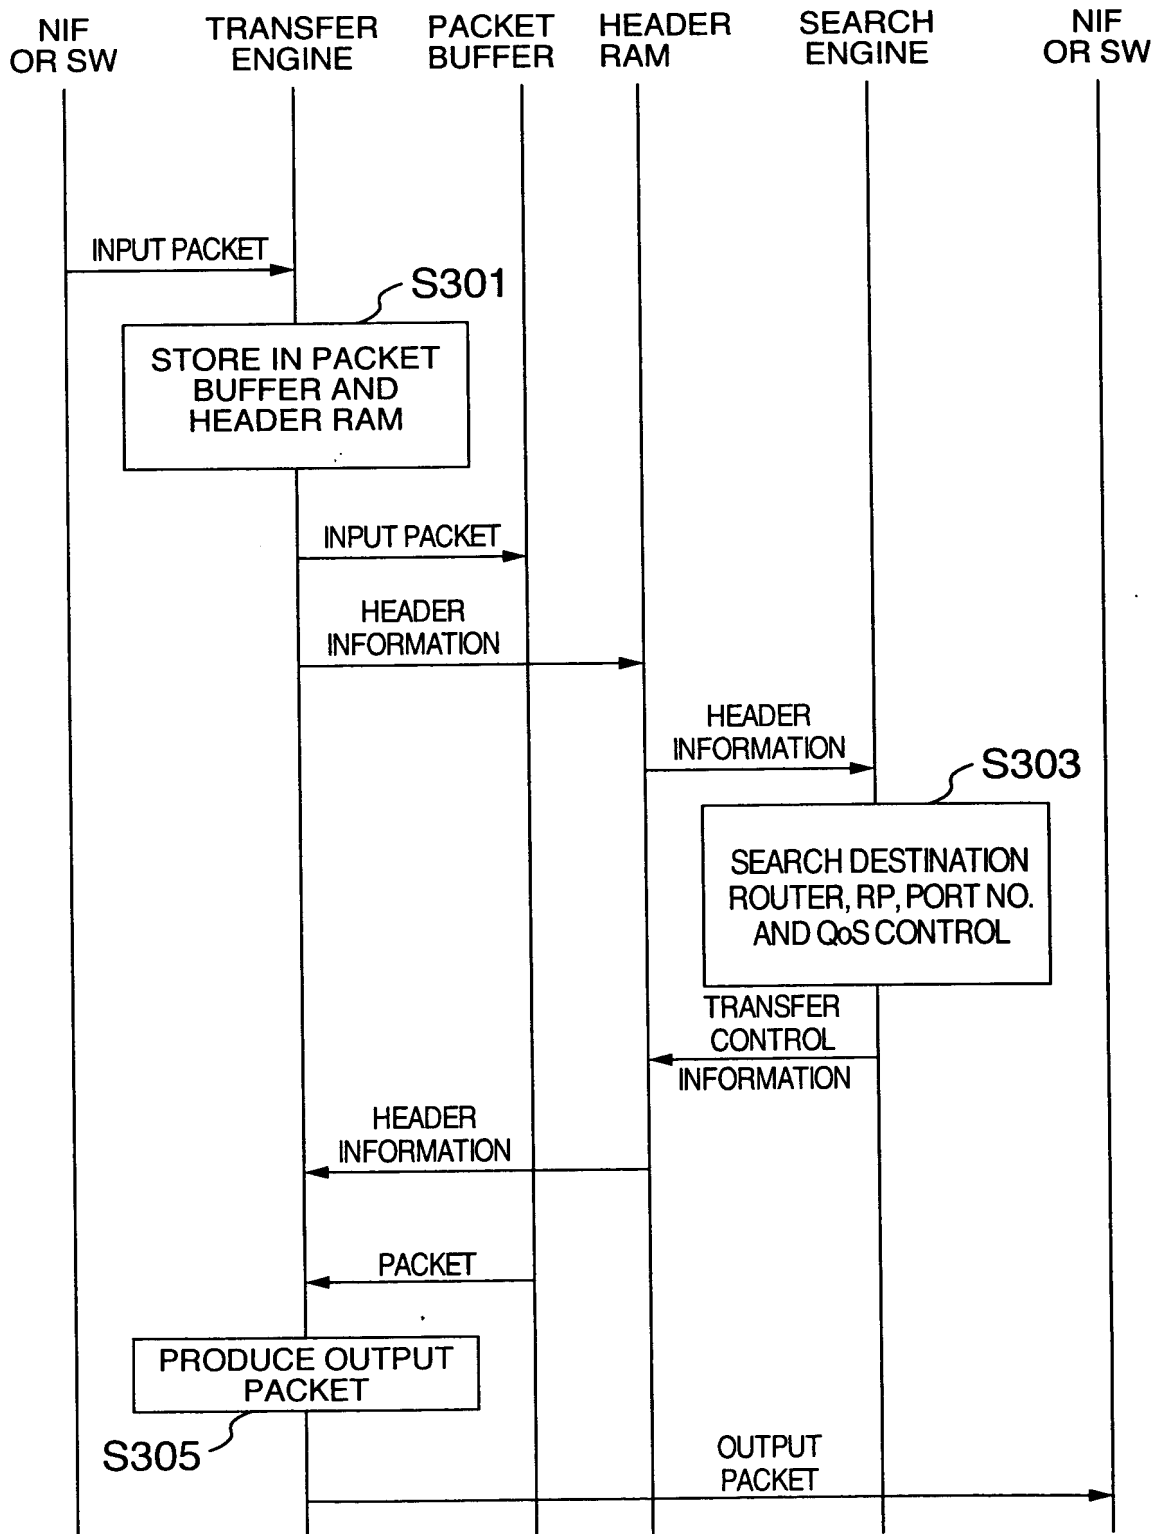 NIF
OR SW
TRANSFER
ENGINE
PACKET
BUFFER
HEADER
RAM
SEARCH
ENGINE
NIF
OR SW
INPUT PACKET
S301
STORE IN PACKET
BUFFER AND
HEADER RAM
INPUT PACKET
HEADER
INFORMATION
HEADER
INFORMATION
S303
SEARCH DESTINATION
ROUTER, RP, PORT NO.
AND QoS CONTROL
TRANSFER
CONTROL
INFORMATION
HEADER
INFORMATION
PACKET
PRODUCE OUTPUT
PACKET
S305
OUTPUT
PACKET